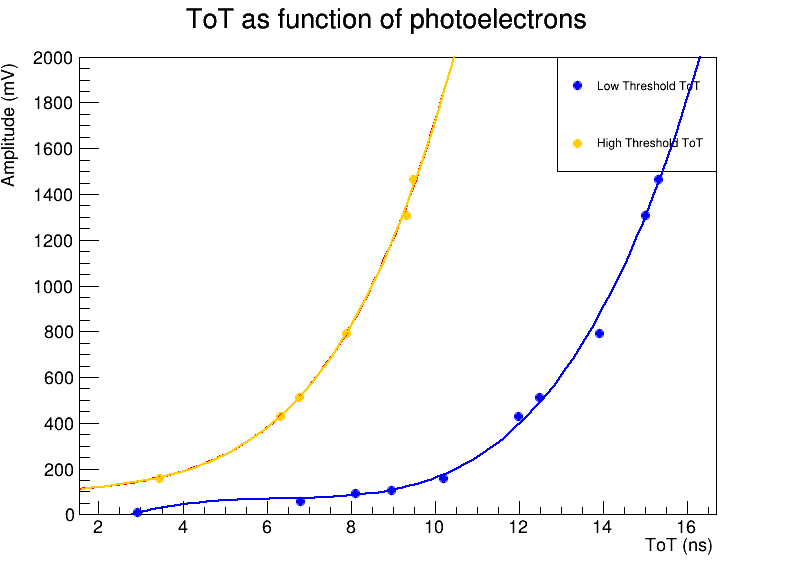 ToT as function of photoelectrons
Amplitude (mV)
2000
1800
1600
1400
1200
1000
800
600
400
200
0
Low Threshold ToT
High Threshold ToT
2 4 6 8 10 12 14 16
ToT (ns)